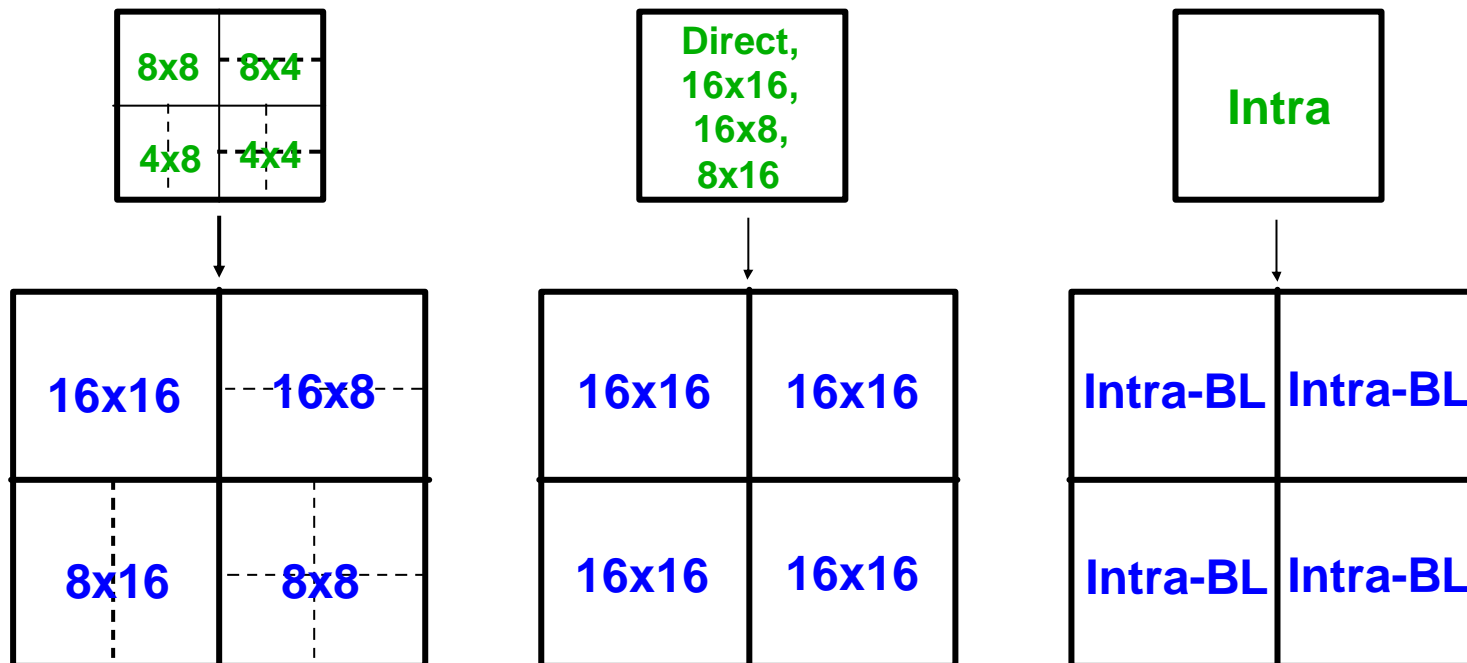 8x8 8x4
4x8 4x4
Direct,
16x16,
16x8,
8x16
Intra
16x16 16x8
8x16 8x8
16x16 16x16
16x16 16x16
Intra-BL Intra-BL
Intra-BL Intra-BL